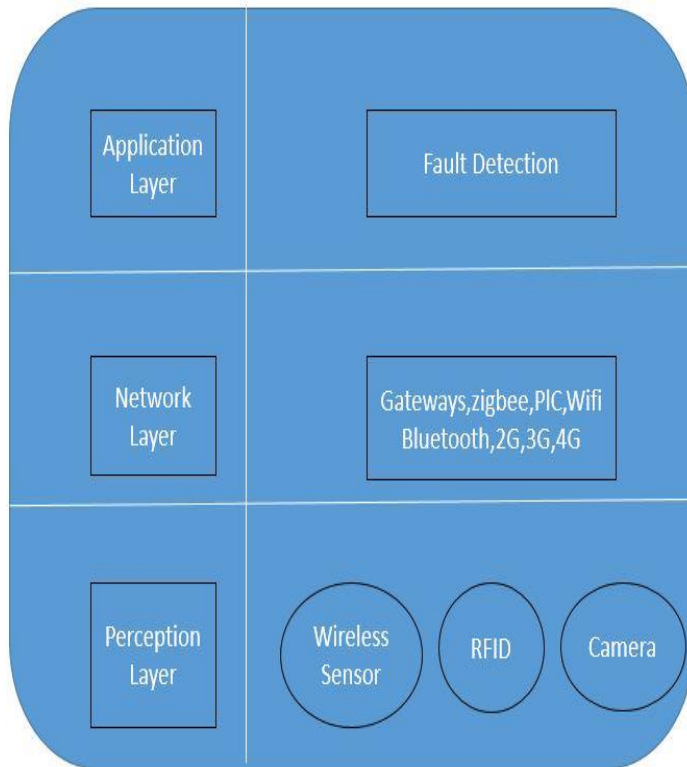 Application
Layer
Fault Detection
Network
Layer
Gateways,zigbee,PlC,Wifi
Bluetooth,2G,3G,4G
Perception
Layer
Wireless
Sensor
RFID
Camera